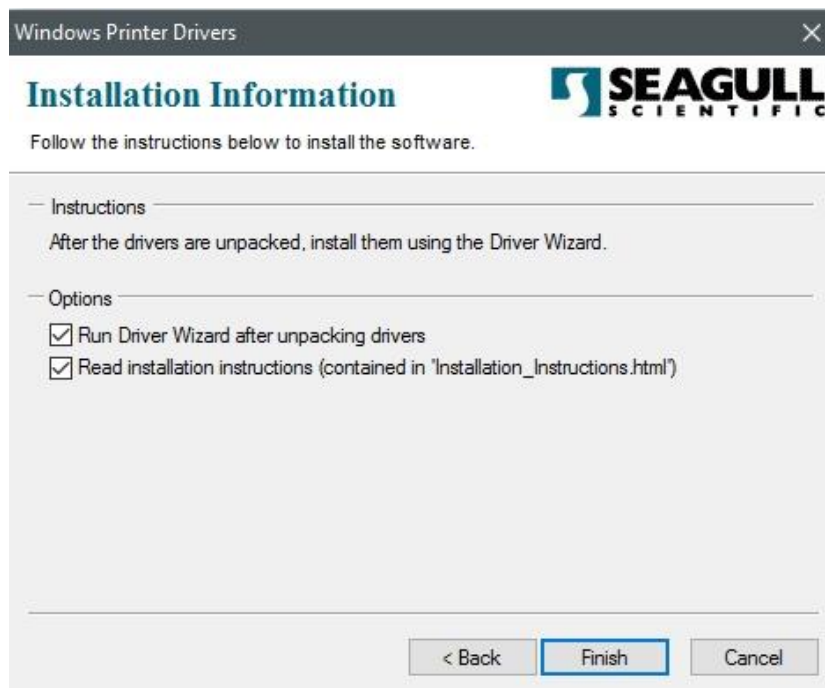 Windows Printer Drivers
Installation Information
SEAGULL
SCIENTIFIC
Follow the instructions below to install the software.
Instructions
After the drivers are unpacked, install them using the Driver Wizard.
Options
Run Driver Wizard after unpacking drivers
Read installation instructions (contained in 'Installation_Instructions.html')
< Back
Finish
Cancel